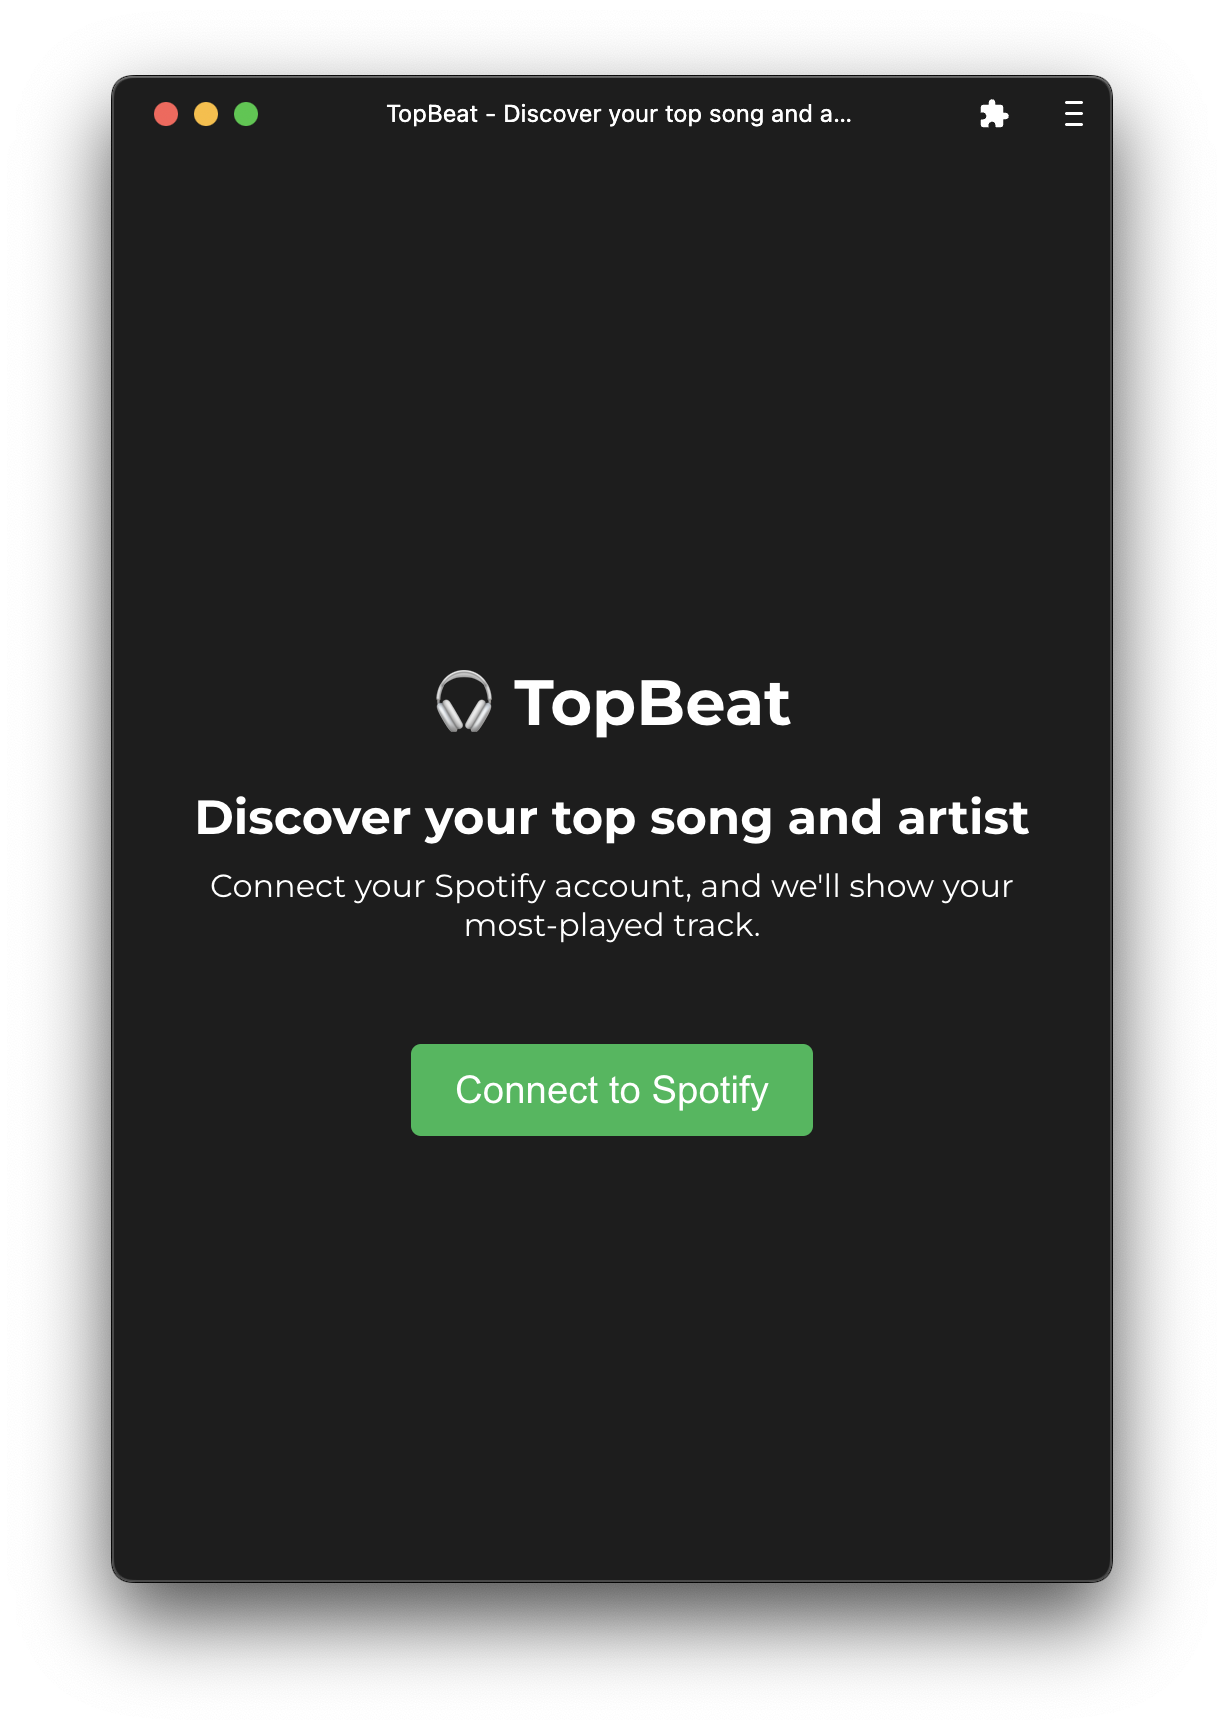 TopBeat - Discover your top song and a...
🎧 TopBeat
Discover your top song and artist
Connect your Spotify account, and we'll show your
most-played track.
Connect to Spotify